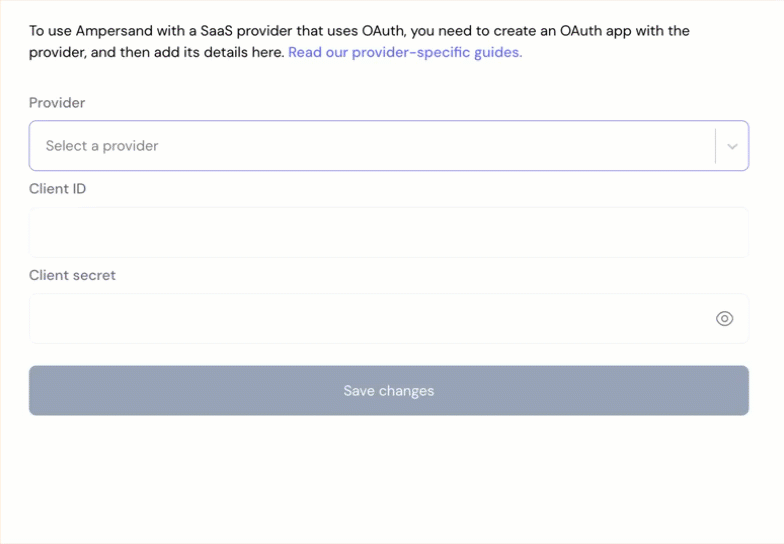 To use Ampersand with a SaaS provider that uses OAuth, you need to create an OAuth app with the
provider, and then add its details here. Read our provider-specific guides.
Provider
Select a provider
Client ID
Client secret
Save changes